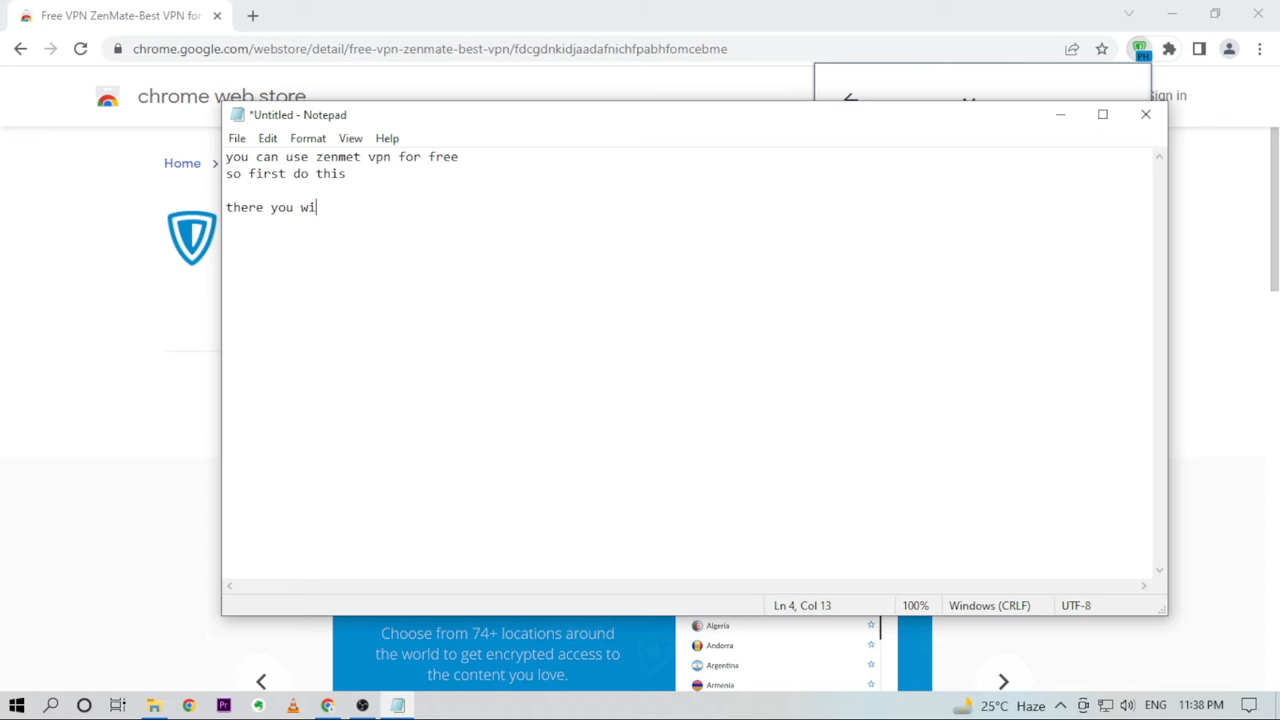 Free VPN ZenMate-Best VPN for
chrome.google.com/webstore/detail/free-vpn-zenmate-best-vpn/fdcgdnkidjaadafnichfpabhfomcebme
PH
chrome web store
Sign in
*Untitled - Notepad
File Edit Format View Help
Home
you can use zenmet vpn for free
so first do this
there you wi
Ln 4, Col 13
100%
Windows (CRLF)
UTF-8
Choose from 74+ locations around
the world to get encrypted access to
the content you love.
Algeria
Andorra
Argentina
Armenia
Pr
25°C Haze
ENG
11:38 PM